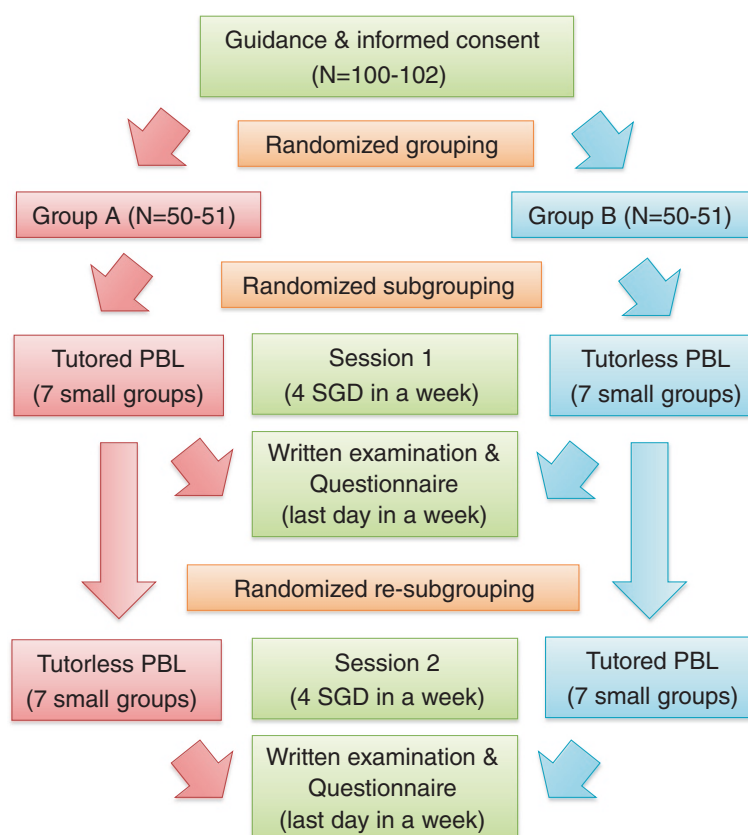 Guidance & informed consent
(N=100-102)
Randomized grouping
Group A (N=50-51)
Group B (N=50-51)
Randomized subgrouping
Tutored PBL
(7 small groups)
Session 1
(4 SGD in a week)
Tutorless PBL
(7 small groups)
Written examination &
Questionnaire
(last day in a week)
Randomized re-subgrouping
Tutorless PBL
(7 small groups)
Session 2
(4 SGD in a week)
Tutored PBL
(7 small groups)
Written examination &
Questionnaire
(last day in a week)